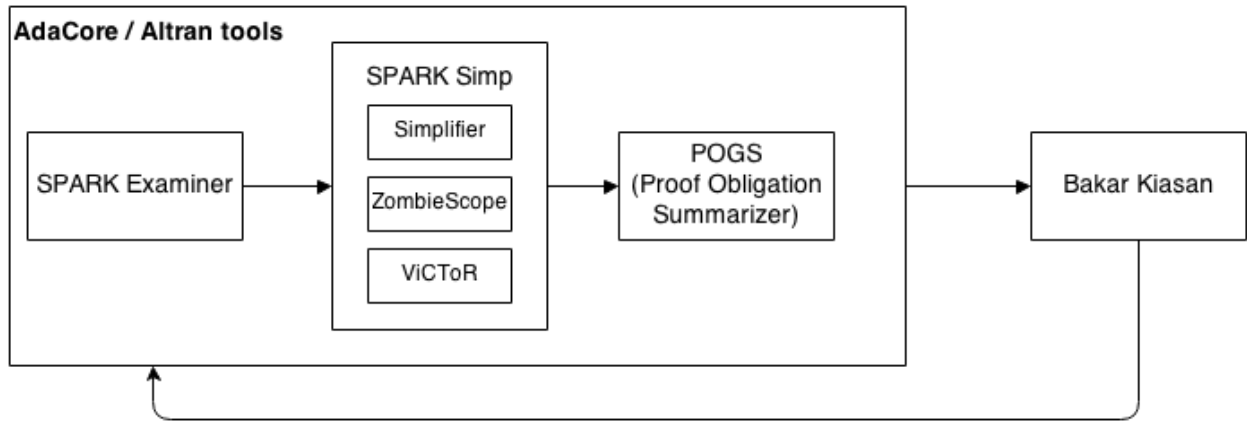 AdaCore / Altran tools
SPARK Simp
Simplifier
SPARK Examiner
ZombieScope
ViCToR
POGS
(Proof Obligation
Summarizer)
Bakar Kiasan